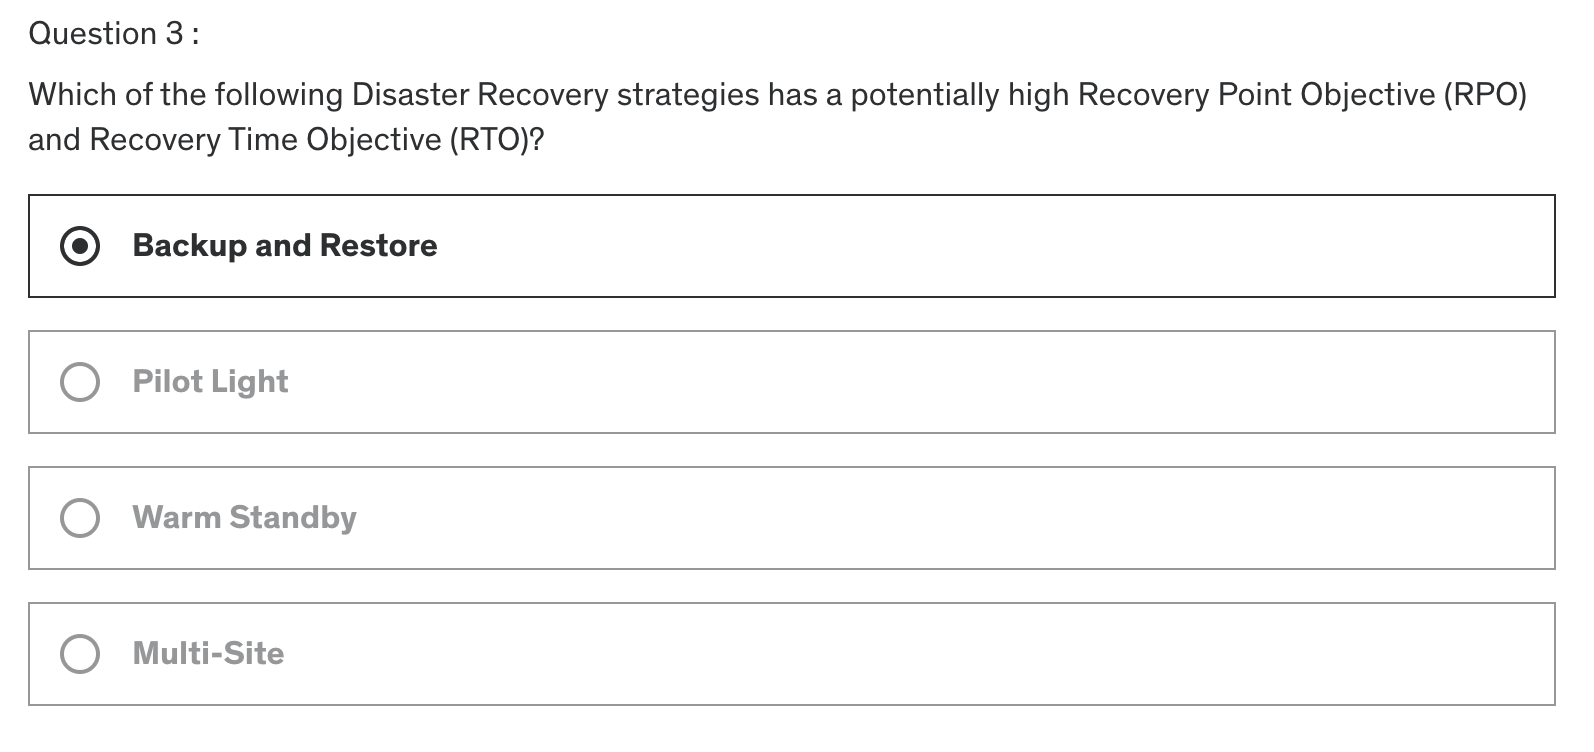 Question 3 :
Which of the following Disaster Recovery strategies has a potentially high Recovery Point Objective (RPO)
and Recovery Time Objective (RTO)?
Backup and Restore
Pilot Light
Warm Standby
Multi-Site